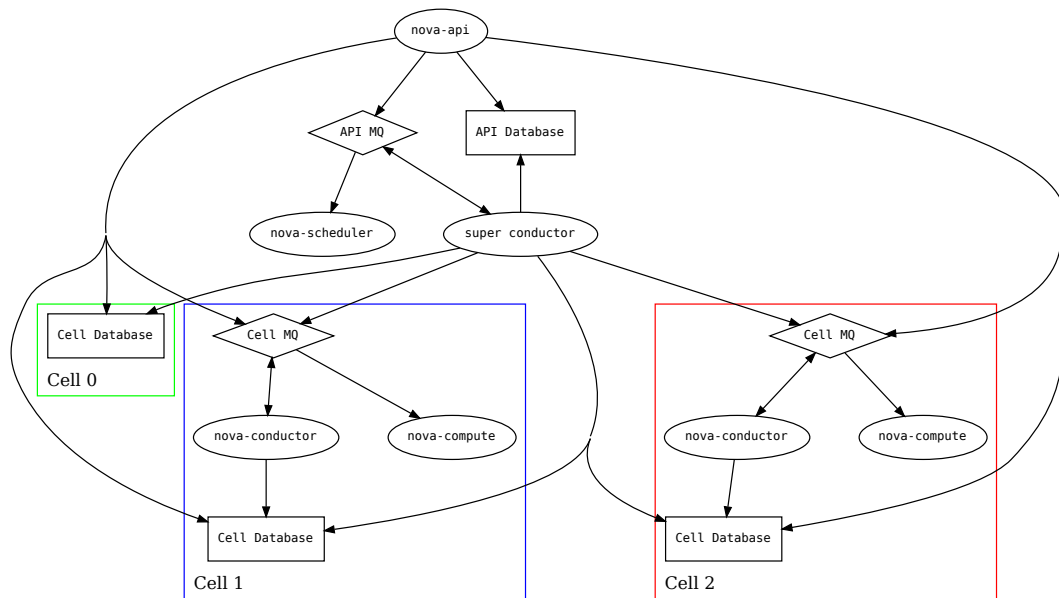 nova-api
API MQ
API Database
nova-scheduler
super conductor
Cell Database
Cell 0
Cell MQ
nova-conductor
nova-compute
Cell Database
Cell 1
Cell MQ
nova-conductor
nova-compute
Cell Database
Cell 2